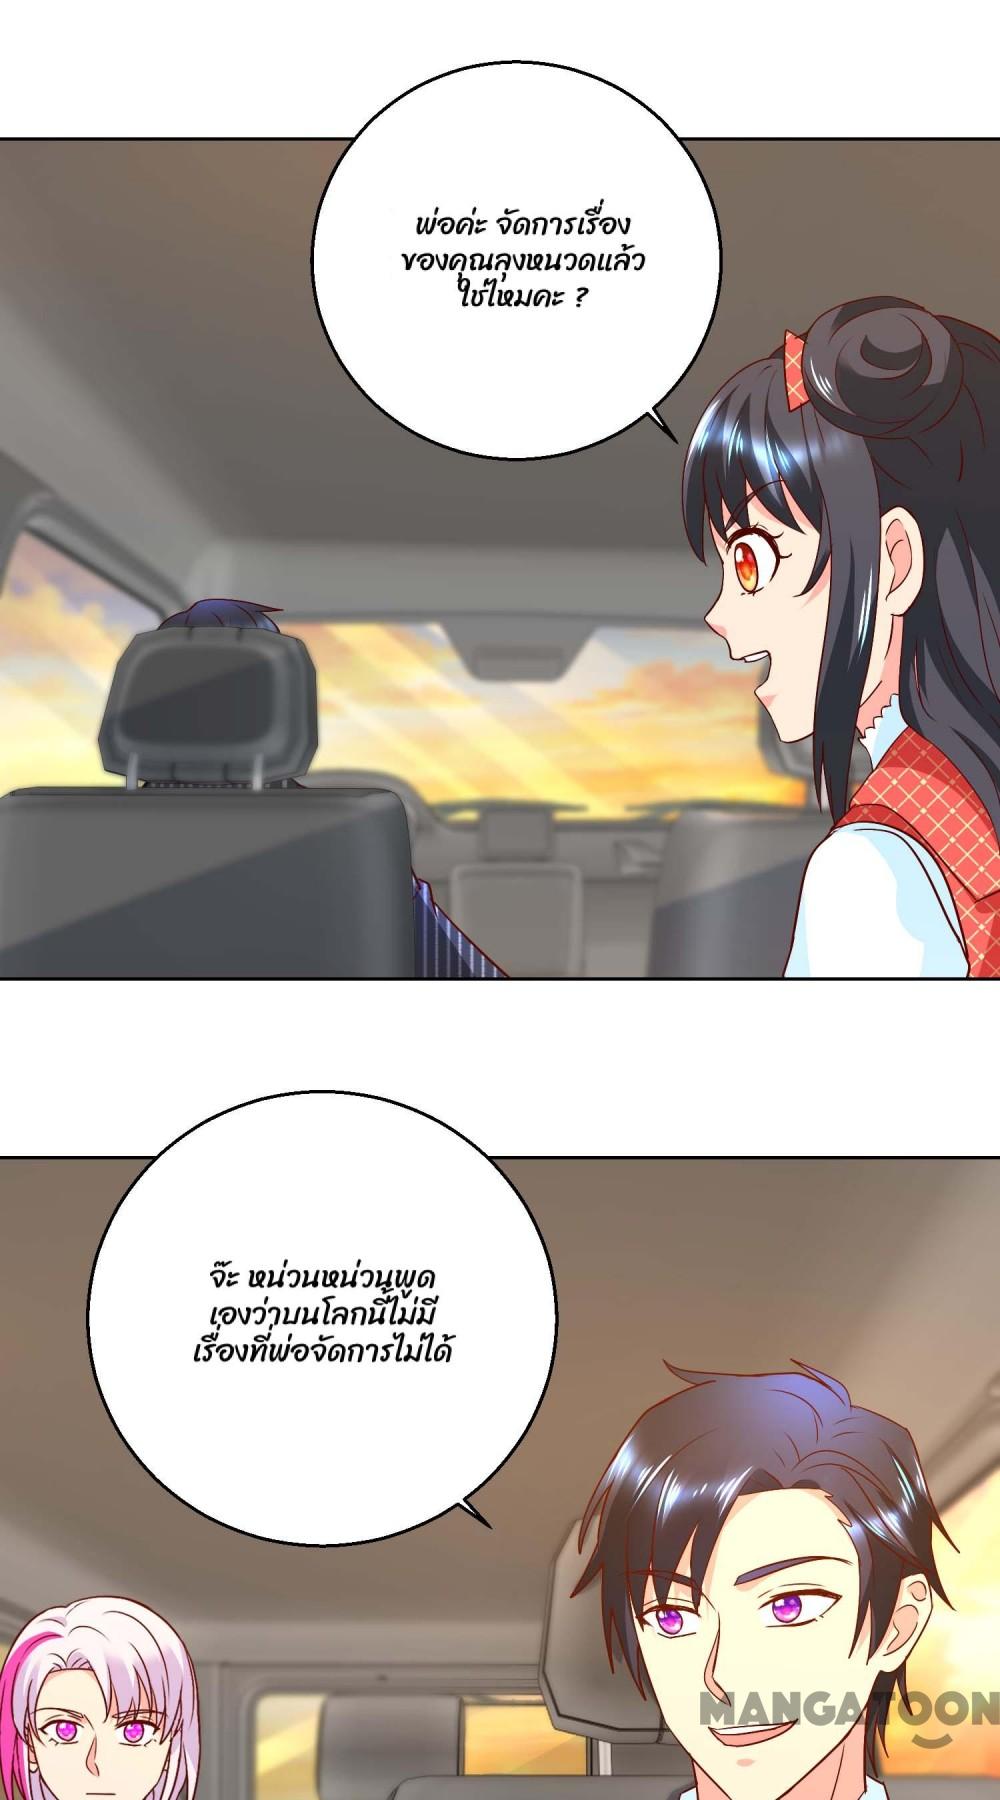 พ่อค่ะ จัดการเรื่อง
ของคุณลุงหนวดแล้ว
ใช่ไหมคะ ?
จ๊ะ หน่วนหน่วนพูด
เองว่าบนโลกนี้ไม่มี
เรื่องที่พ่อจัดการไม่ได้
MANGATOON